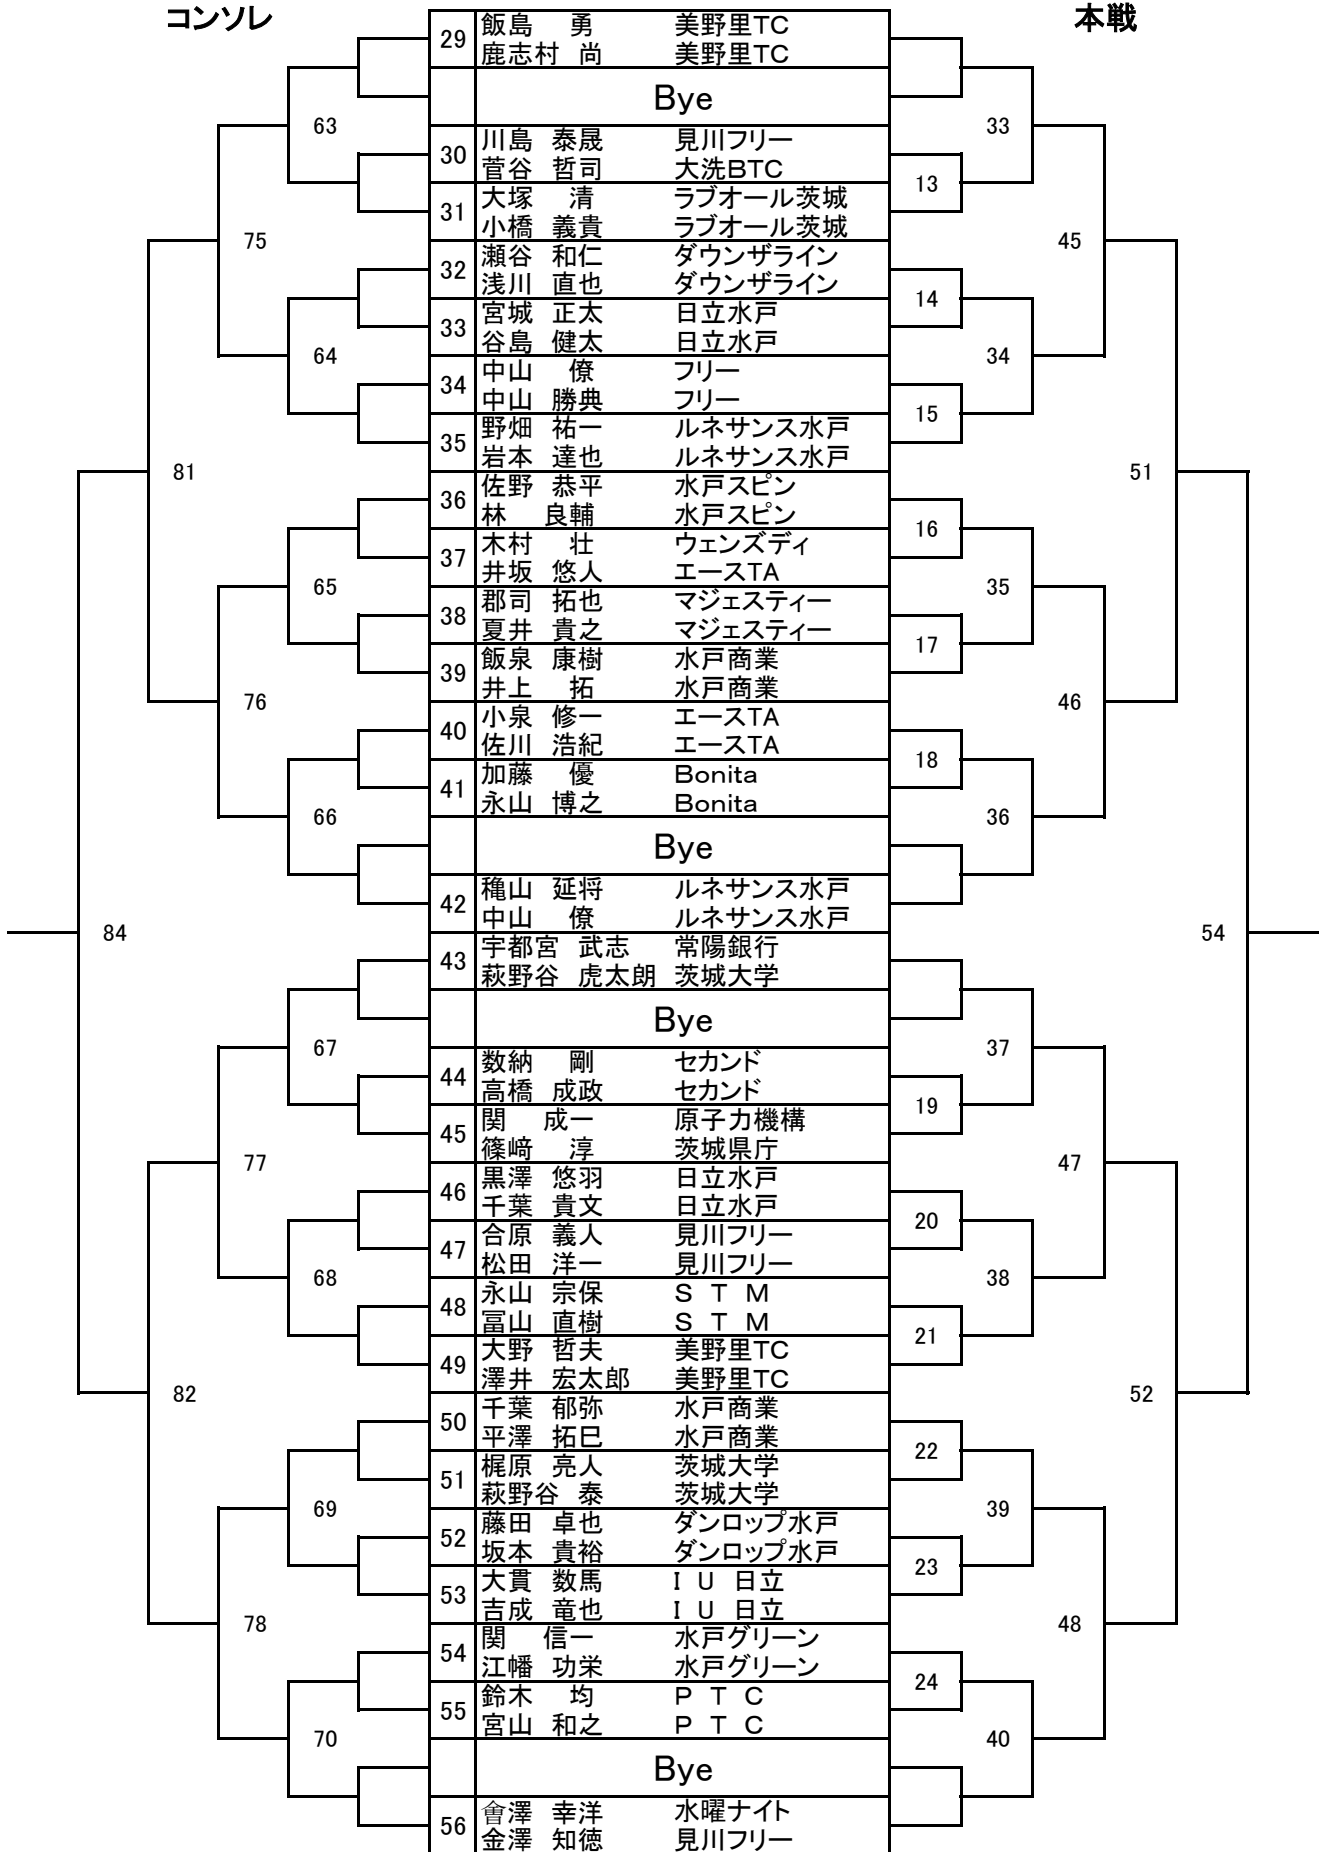 コンソレ 本戦
29 飯島 勇 美野里TC
鹿志村 尚 美野里TC
Bye
63 33
30 川島 泰晟 見川フリー
菅谷 哲司 大洗BTC
13
31 大塚 清 ラブオール茨城
小橋 義貴 ラブオール茨城
75 45
32 瀬谷 和仁 ダウンザライン
浅川 直也 ダウンザライン
14
33 宮城 正太 日立水戸
谷島 健太 日立水戸
64 34
34 中山 僚 フリー
中山 勝典 フリー
15
35 野畑 祐一 ルネサンス水戸
岩本 達也 ルネサンス水戸
81 51
36 佐野 恭平 水戸スピン
林 良輔 水戸スピン
16
37 木村 壮 ウェンズディ
井坂 悠人 エースTA
65 35
38 郡司 拓也 マジェスティー
夏井 貴之 マジェスティー
17
39 飯泉 康樹 水戸商業
井上 拓 水戸商業
76 46
40 小泉 修一 エースTA
佐川 浩紀 エースTA
18
41 加藤 優 Bonita
永山 博之 Bonita
66 36
Bye
42 穐山 延将 ルネサンス水戸
中山 僚 ルネサンス水戸
84 54
43 宇都宮 武志 常陽銀行
萩野谷 虎太朗 茨城大学
Bye
67 37
44 数納 剛 セカンド
高橋 成政 セカンド
19
45 関 成一 原子力機構
篠﨑 淳 茨城県庁
77 47
46 黒澤 悠羽 日立水戸
千葉 貴文 日立水戸
20
47 合原 義人 見川フリー
松田 洋一 見川フリー
68 38
48 永山 宗保 S T M
冨山 直樹 S T M
21
49 大野 哲夫 美野里TC
澤井 宏太郎 美野里TC
82 52
50 千葉 郁弥 水戸商業
平澤 拓巳 水戸商業
22
51 梶原 亮人 茨城大学
萩野谷 泰 茨城大学
69 39
52 藤田 卓也 ダンロップ水戸
坂本 貴裕 ダンロップ水戸
23
53 大貫 数馬 I U 日立
吉成 竜也 I U 日立
78 48
54 関 信一 水戸グリーン
江幡 功栄 水戸グリーン
24
55 鈴木 均 P T C
宮山 和之 P T C
70 40
Bye
56 會澤 幸洋 水曜ナイト
金澤 知徳 見川フリー